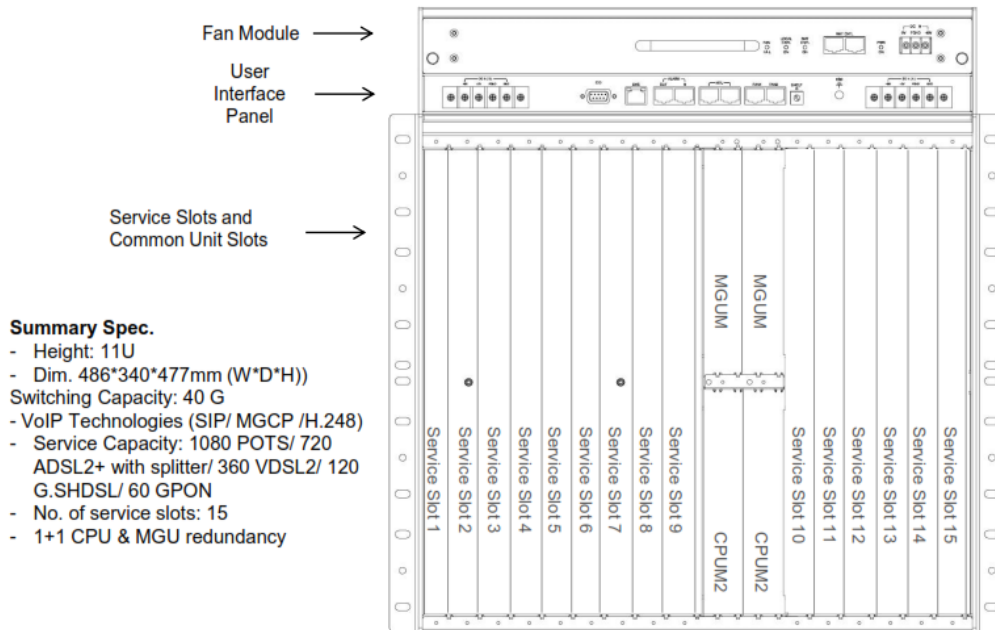 Fan Module
User
Interface
Panel
Service Slots and
Common Unit Slots
Summary Spec.
- Height: 11U
- Dim. 486*340*477mm (W*D*H))
Switching Capacity: 40 G
- VoIP Technologies (SIP/ MGCP /H.248)
- Service Capacity: 1080 POTS/ 720
ADSL2+ with splitter/ 360 VDSL2/ 120
G.SHDSL/ 60 GPON
- No. of service slots: 15
- 1+1 CPU & MGU redundancy
MGUM
MGUM
Service Slot 1
Service Slot 2
Service Slot 3
Service Slot 4
Service Slot 5
Service Slot 6
Service Slot 7
Service Slot 8
Service Slot 9
CPUM2
CPUM2
Service Slot 10
Service Slot 11
Service Slot 12
Service Slot 13
Service Slot 14
Service Slot 15